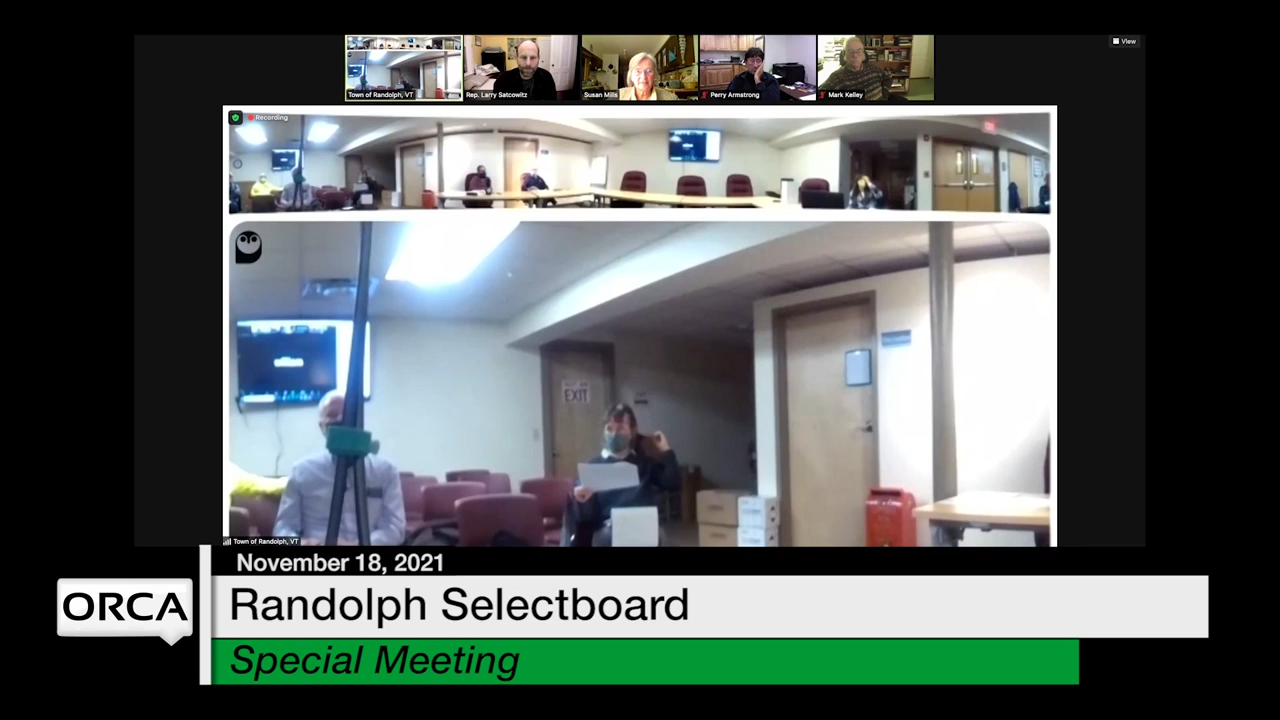 View
Town of Randolph, VT
Rep. Larry Satcowitz
Susan Mills
Perry Armstrong
Mark Kelley
Recording
EXIT
Town of Randolph, VT
November 18, 2021
ORCA
Randolph Selectboard
Special Meeting